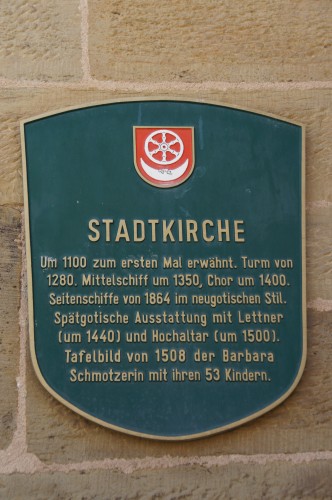 STADTKIRCHE
Um 1100 zum ersten Mal erwähnt. Turm von
1280. Mittelschiff um 1350, Chor um 1400.
Seitenschiffe von 1864 im neugotischen Stil.
Spätgotische Ausstattung mit Lettner
(um 1440) und Hochaltar (um 1500).
Tafelbild von 1508 der Barbara
Schmotzerin mit ihren 53 Kindern.